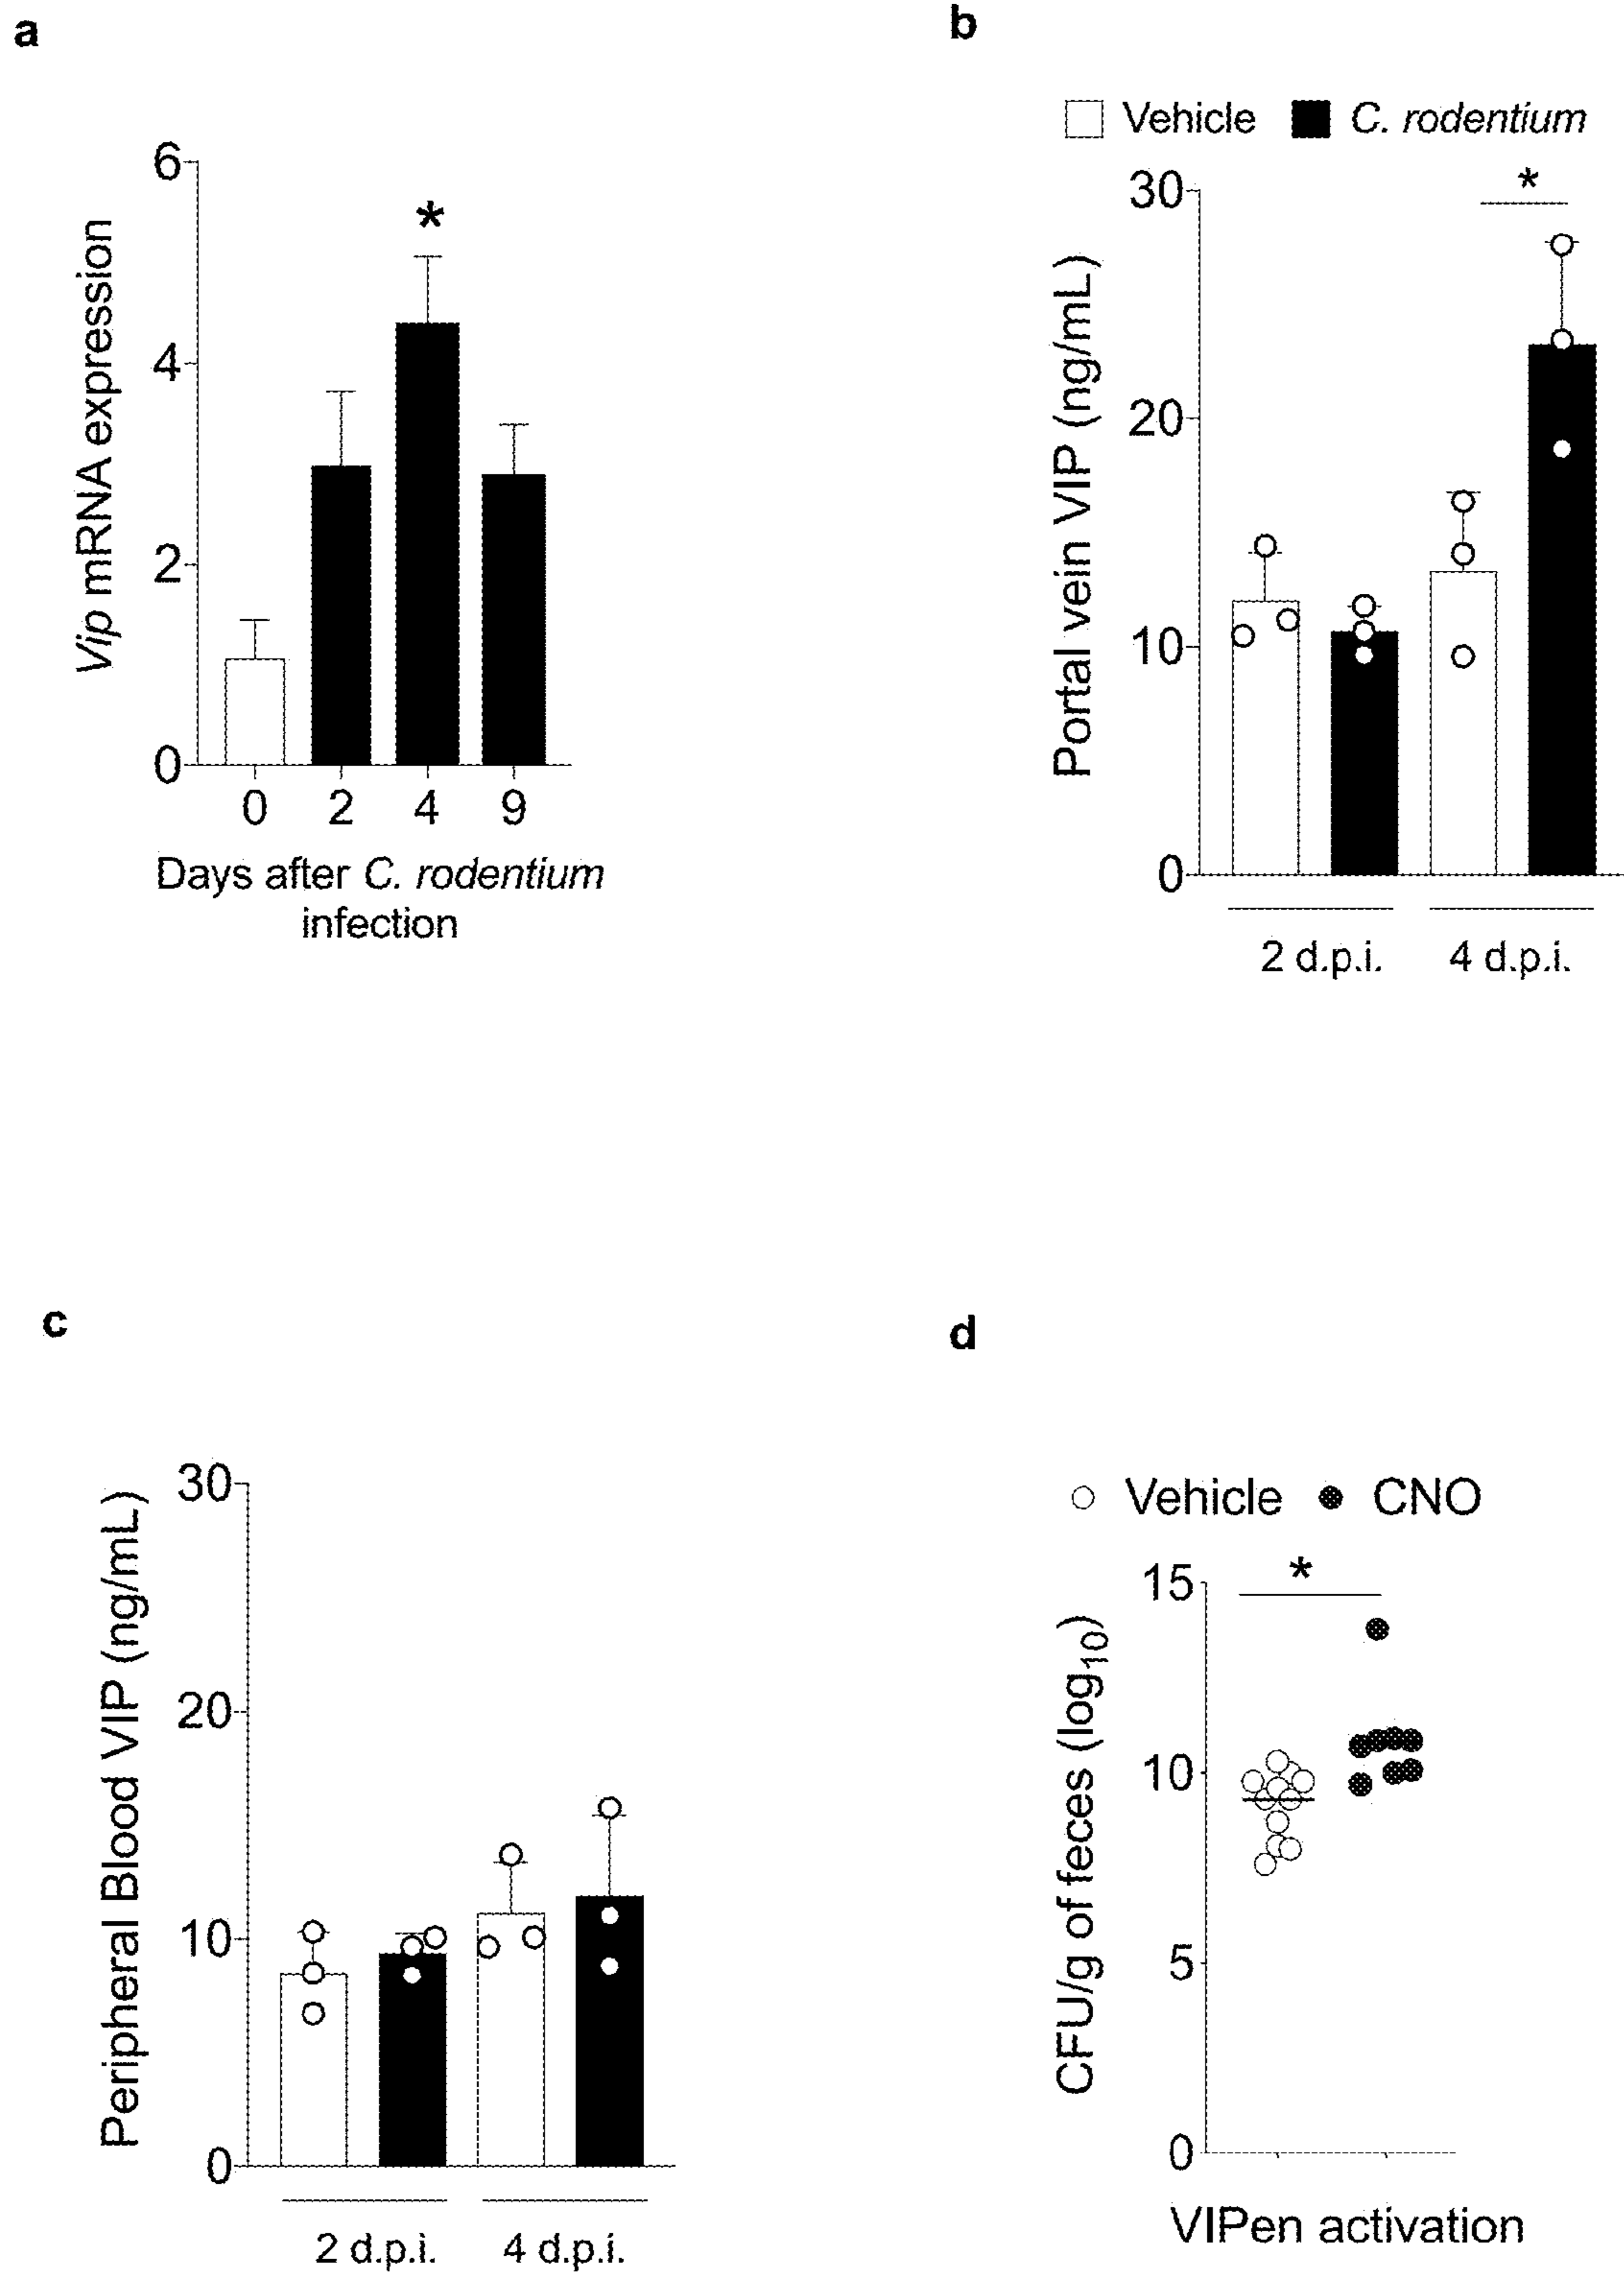 a
6
4
2
0
Vip mRNA expression
*
0 2 4 9
Days after C. rodentium
infection
b
Vehicle C. rodentium
30
20
10
0
Portal vein VIP (ng/mL)
*
2 d.p.i. 4 d.p.i.
c
30
20
10
0
Peripheral Blood VIP (ng/mL)
2 d.p.i. 4 d.p.i.
d
Vehicle CNO
15
10
5
0
CFU/g of feces (log10)
*
VIPen activation